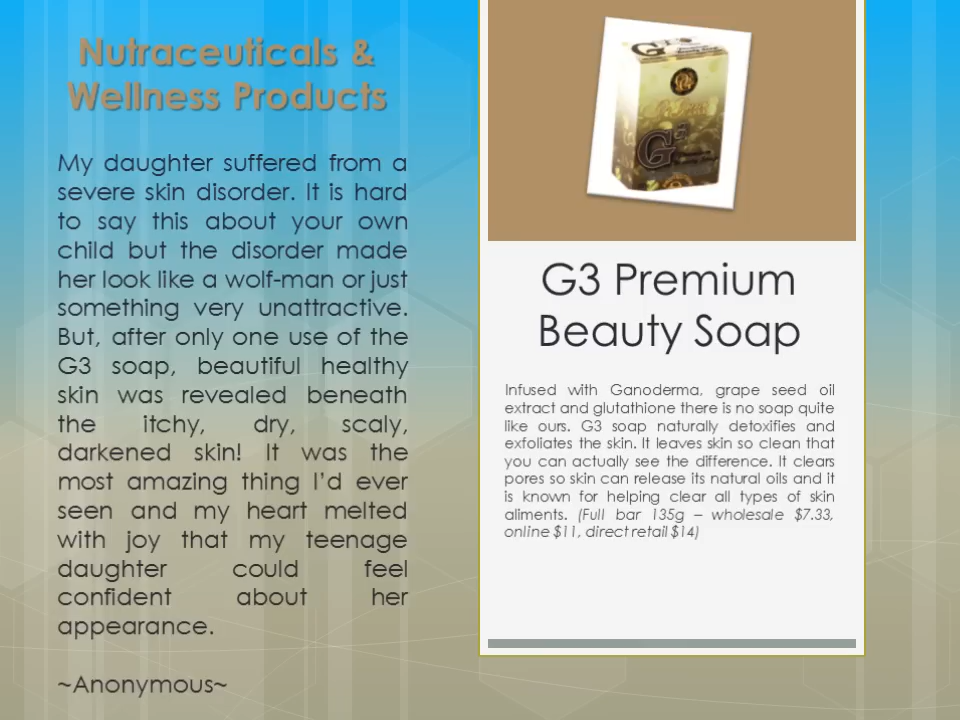 Nutraceuticals &
Wellness Products
My daughter suffered from a
severe skin disorder. It is hard
to say this about your own
child but the disorder made
her look like a wolf-man or just
something very unattractive.
But, after only one use of the
G3 soap, beautiful healthy
skin was revealed beneath
the itchy, dry, scaly,
darkened skin! It was the
most amazing thing I'd ever
seen and my heart melted
with joy that my teenage
daughter could feel
confident about her
appearance.
~Anonymous~
G3
G3 Premium
Beauty Soap
Infused with Ganoderma, grape seed oil
extract and glutathione there is no soap quite
like ours. G3 soap naturally detoxifies and
exfoliates the skin. It leaves skin so clean that
you can actually see the difference. It clears
pores so skin can release its natural oils and it
is known for helping clear all types of skin
aliments. (Full bar 135g – wholesale $7.33,
online $11, direct retail $14)